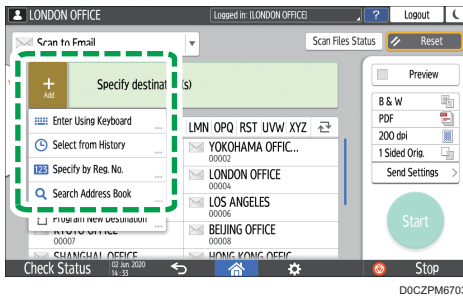 LONDON OFFICE
Logged in: [LONDON OFFICE]
?
Logout
Scan to Email
Scan Files Status
Reset
Add
Specify destinat (s)
Preview
Enter Using Keyboard
Select from History
123 Specify by Reg. No.
Search Address Book
Program New Destination
LMN OPQ RST UVW XYZ
YOKOHAMA OFFIC...
00002
LONDON OFFICE
00004
LOS ANGELES
00006
KYOTO OFFICE
00007
BEIJING OFFICE
00008
SHANGHAI OFFICE
HONG KONG OFFIC
B & W
PDF
200 dpi
1 Sided Orig.
Send Settings
Start
Check Status
02 Jun. 2020
14 : 33
Stop
D0CZPM6703